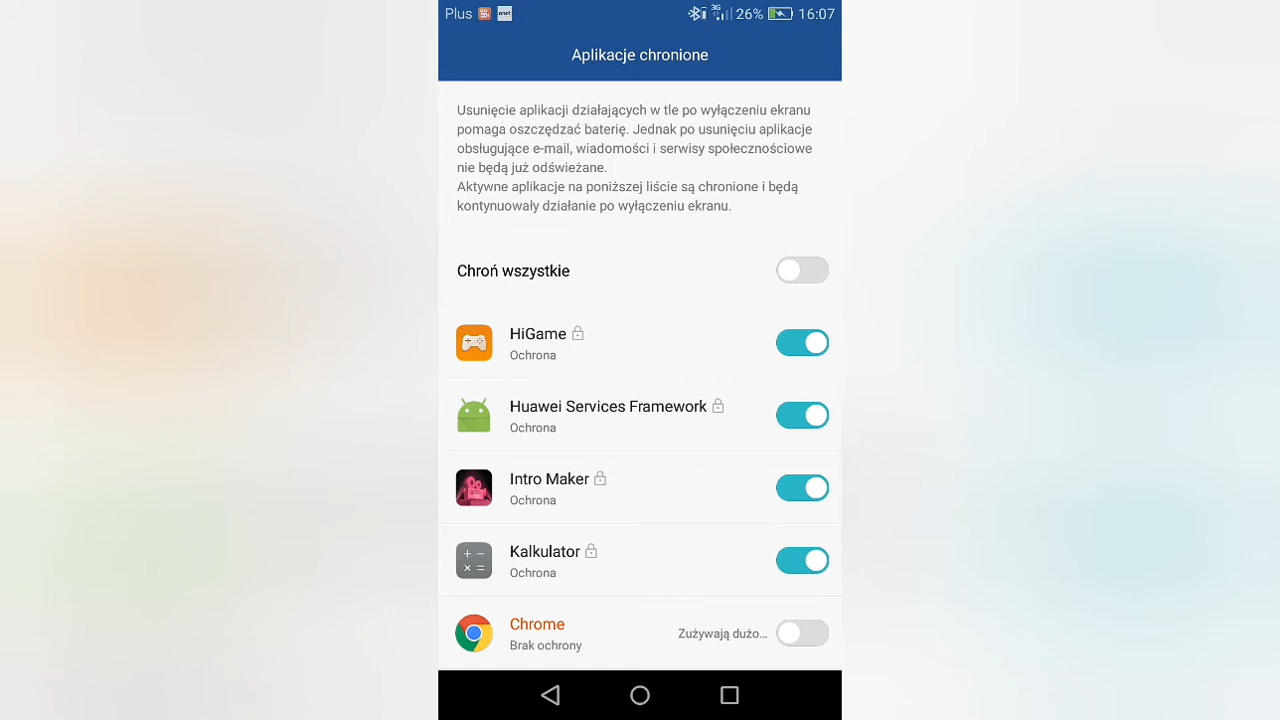 Plus onet 3G 26% 16:07
Aplikacje chronione
Usunięcie aplikacji działających w tle po wyłączeniu ekranu
pomaga oszczędzać baterię. Jednak po usunięciu aplikacje
obsługujące e-mail, wiadomości i serwisy społecznościowe
nie będą już odświeżane.
Aktywne aplikacje na poniższej liście są chronione i będą
kontynuowały działanie po wyłączeniu ekranu.
Chroń wszystkie
HiGame
Ochrona
Huawei Services Framework
Ochrona
Intro Maker
Ochrona
Kalkulator
Ochrona
Chrome
Zużywają dużo…
Brak ochrony